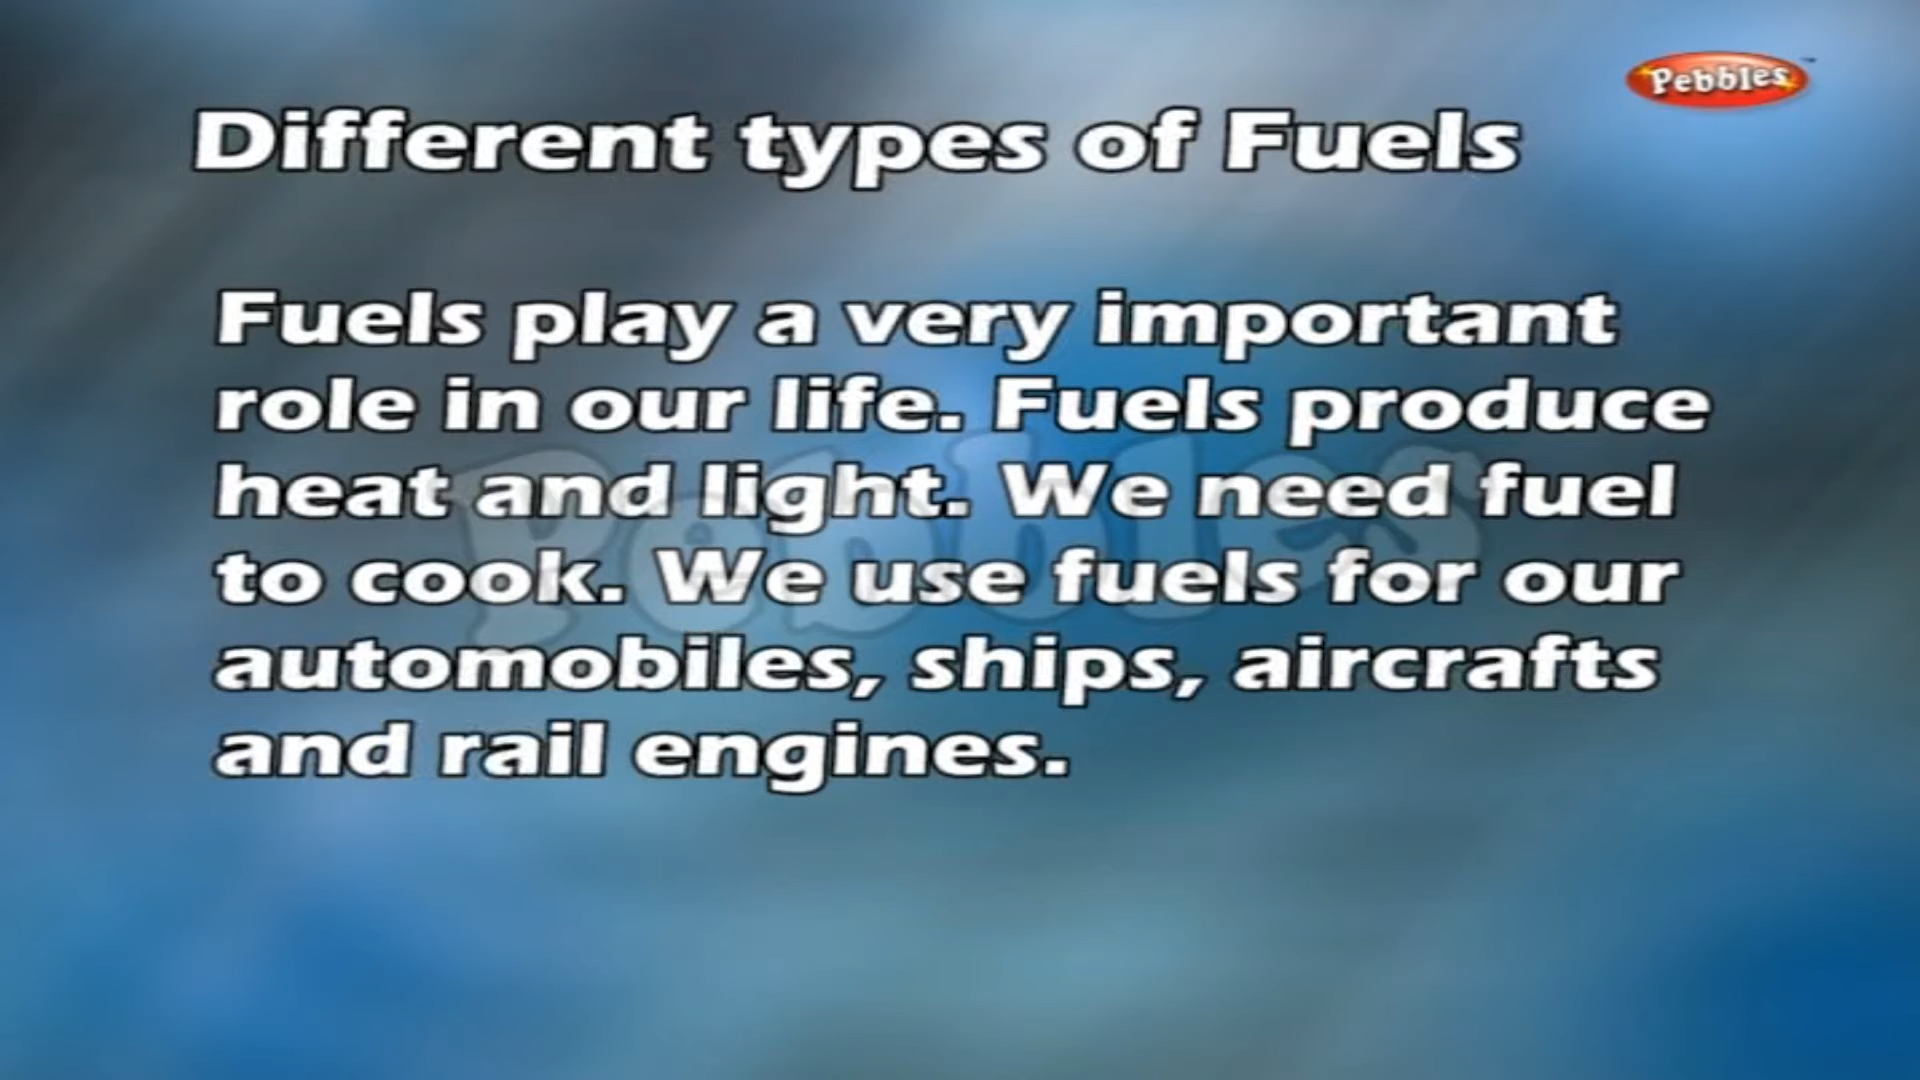 Pebbles™
Different types of Fuels
Fuels play a very important
role in our life. Fuels produce
heat and light. We need fuel
to cook. We use fuels for our
automobiles, ships, aircrafts
and rail engines.
Pebbles